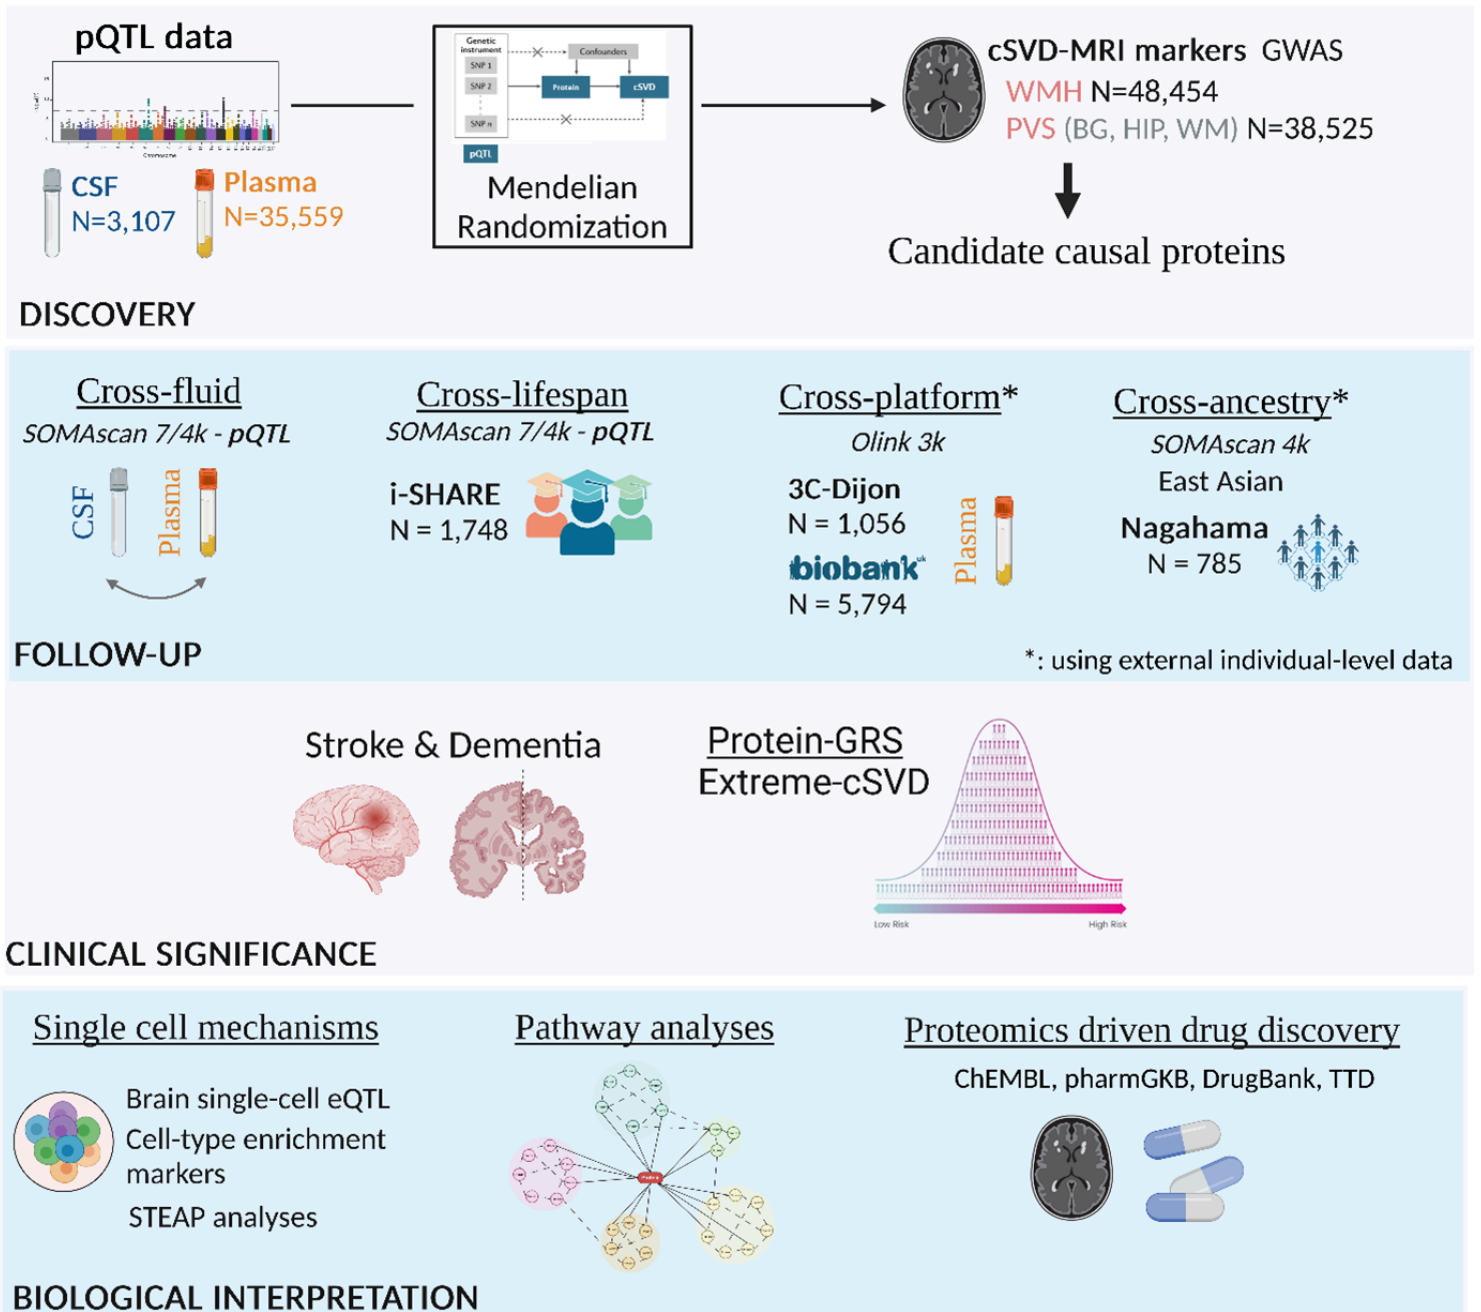 pQTL data
Chromosome
CSF
N=3,107
Plasma
N=35,559
Genetic
instrument
SNP 1
SNP 2
SNP n
pQTL
Confounders
Protein
cSVD
Mendelian
Randomization
cSVD-MRI markers GWAS
WMH N=48,454
PVS (BG, HIP, WM) N=38,525
Candidate causal proteins
DISCOVERY
Cross-fluid
SOMAscan 7/4k - pQTL
CSF
Plasma
Cross-lifespan
SOMAscan 7/4k - pQTL
i-SHARE
N = 1,748
Cross-platform*
Olink 3k
3C-Dijon
N = 1,056
biobank uk
N = 5,794
Plasma
Cross-ancestry*
SOMAscan 4k
East Asian
Nagahama
N = 785
FOLLOW-UP
*: using external individual-level data
Stroke & Dementia
Protein-GRS
Extreme-cSVD
Low Risk
High Risk
CLINICAL SIGNIFICANCE
Single cell mechanisms
Brain single-cell eQTL
Cell-type enrichment
markers
STEAP analyses
Pathway analyses
Proteomics driven drug discovery
ChEMBL, pharmGKB, DrugBank, TTD
BIOLOGICAL INTERPRETATION